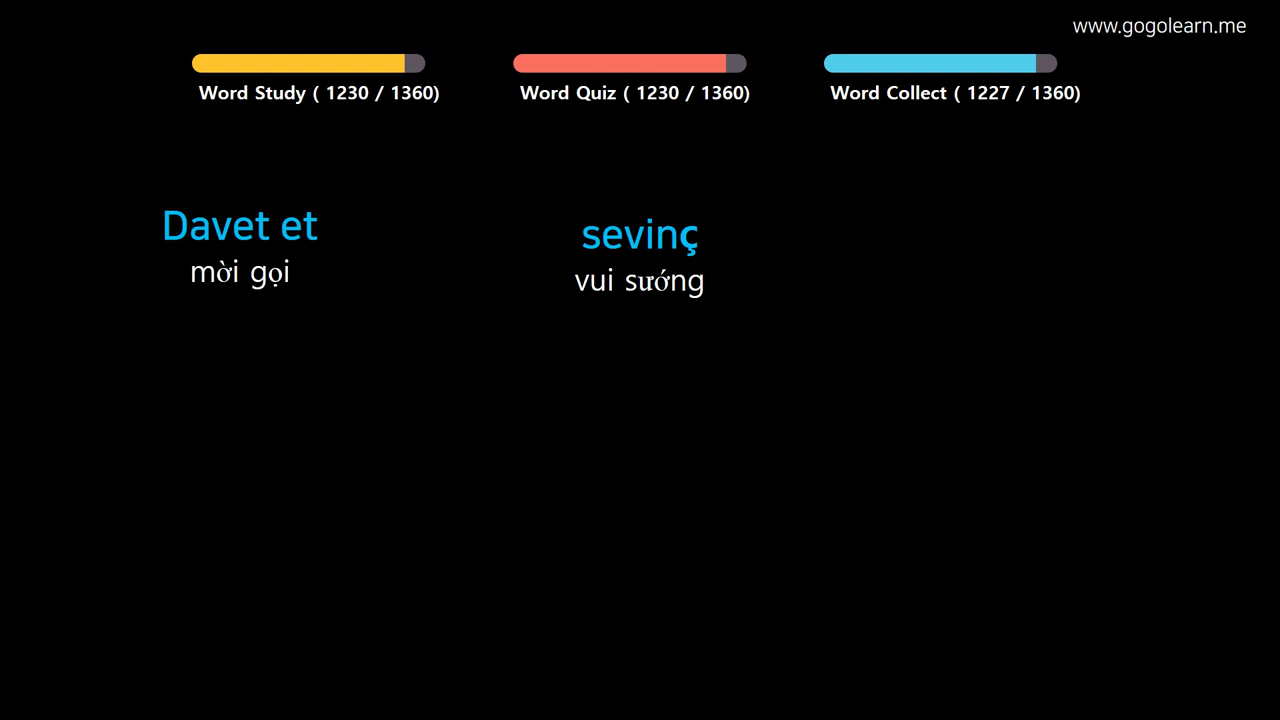 www.gogolearn.me
Word Study ( 1230 / 1360)
Word Quiz ( 1230 / 1360)
Word Collect ( 1227 / 1360)
Davet et
mời gọi
sevinç
vui sướng